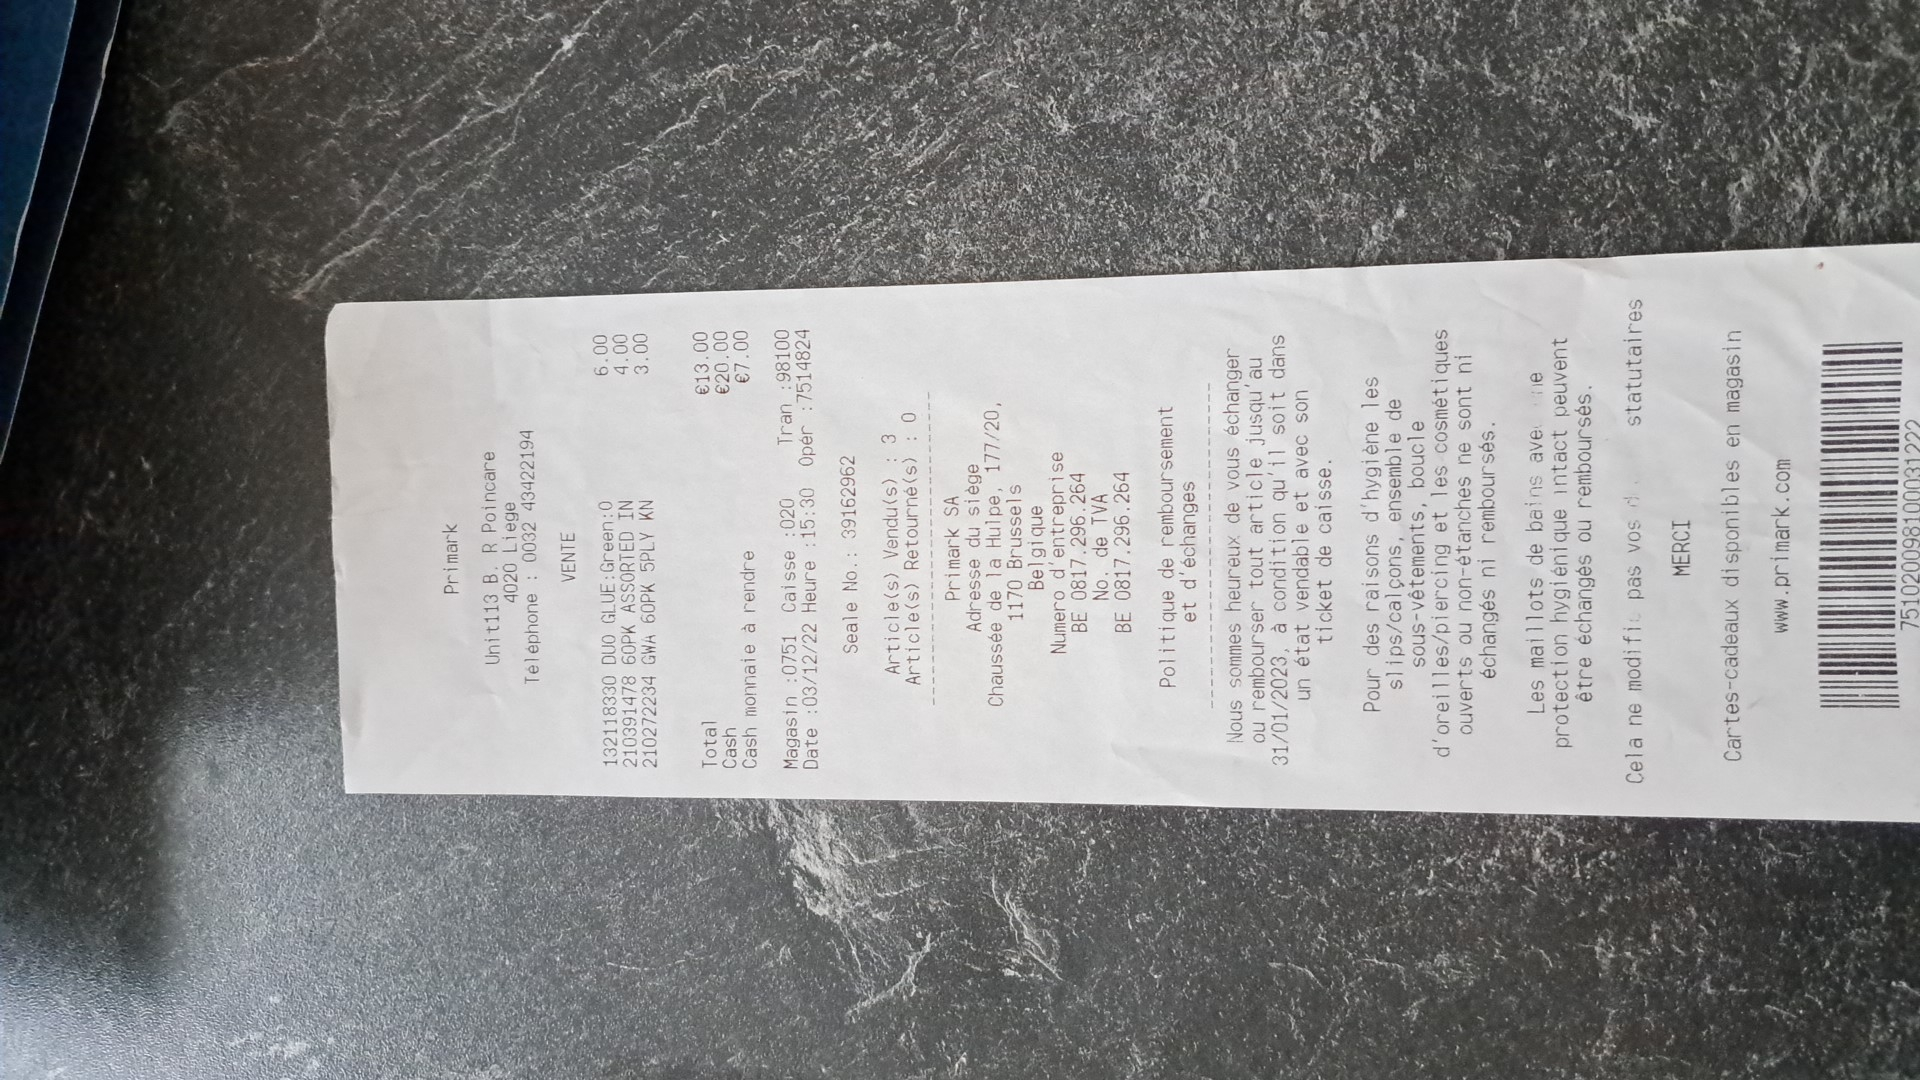 Primark
Unit113 B. R Poincare
4020 Liege
Téléphone : 0032 43422194
VENTE
132118330 DUO GLUE:Green:0 6.00
210391478 60PK ASSORTED IN 4.00
210272234 GWA 60PK 5PLY KN 3.00
Total €13.00
Cash €20.00
Cash monnaie à rendre €7.00
Magasin :0751 Caisse :020 Tran :98100
Date :03/12/22 Heure :15:30 Opér :7514824
Seale No.: 39162962
Article(s) Vendu(s) : 3
Article(s) Retourné(s) : 0
Primark SA
Adresse du siège
Chaussée de la Hulpe, 177/20,
1170 Brussels
Belgique
Numero d'entreprise
BE 0817.296.264
No. de TVA
BE 0817.296.264
Politique de remboursement
et d'échanges
Nous sommes heureux de vous échanger
ou rembourser tout article jusqu'au
31/01/2023, à condition qu'il soit dans
un état vendable et avec son
ticket de caisse.
Pour des raisons d'hygiène les
slips/calçons, ensemble de
sous-vêtements, boucle
d'oreilles/piercing et les cosmétiques
ouverts ou non-étanches ne sont ni
échangés ni remboursés.
Les maillots de bains
protection hygiénique intact peuvent
être échangés ou remboursés.
Cela ne pas vos statutaires
MERCI
Cartes-cadeaux disponibles en magasin
www.primark.com
751020098100031222